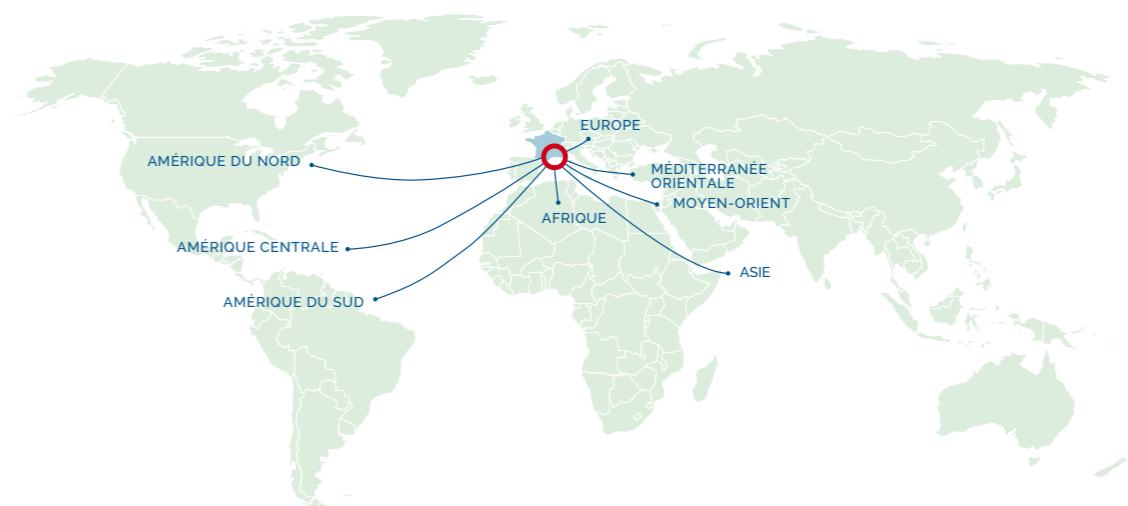 EUROPE
AMÉRIQUE DU NORD
MÉDITERRANÉE
ORIENTALE
MOYEN-ORIENT
AFRIQUE
AMÉRIQUE CENTRALE
ASIE
AMÉRIQUE DU SUD